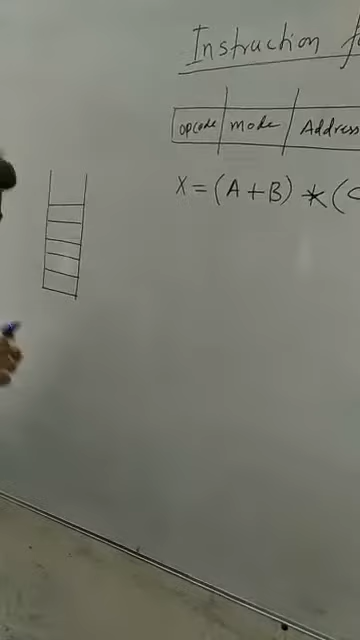 Instruction
opcode mode Address
X = (A+B) * (C